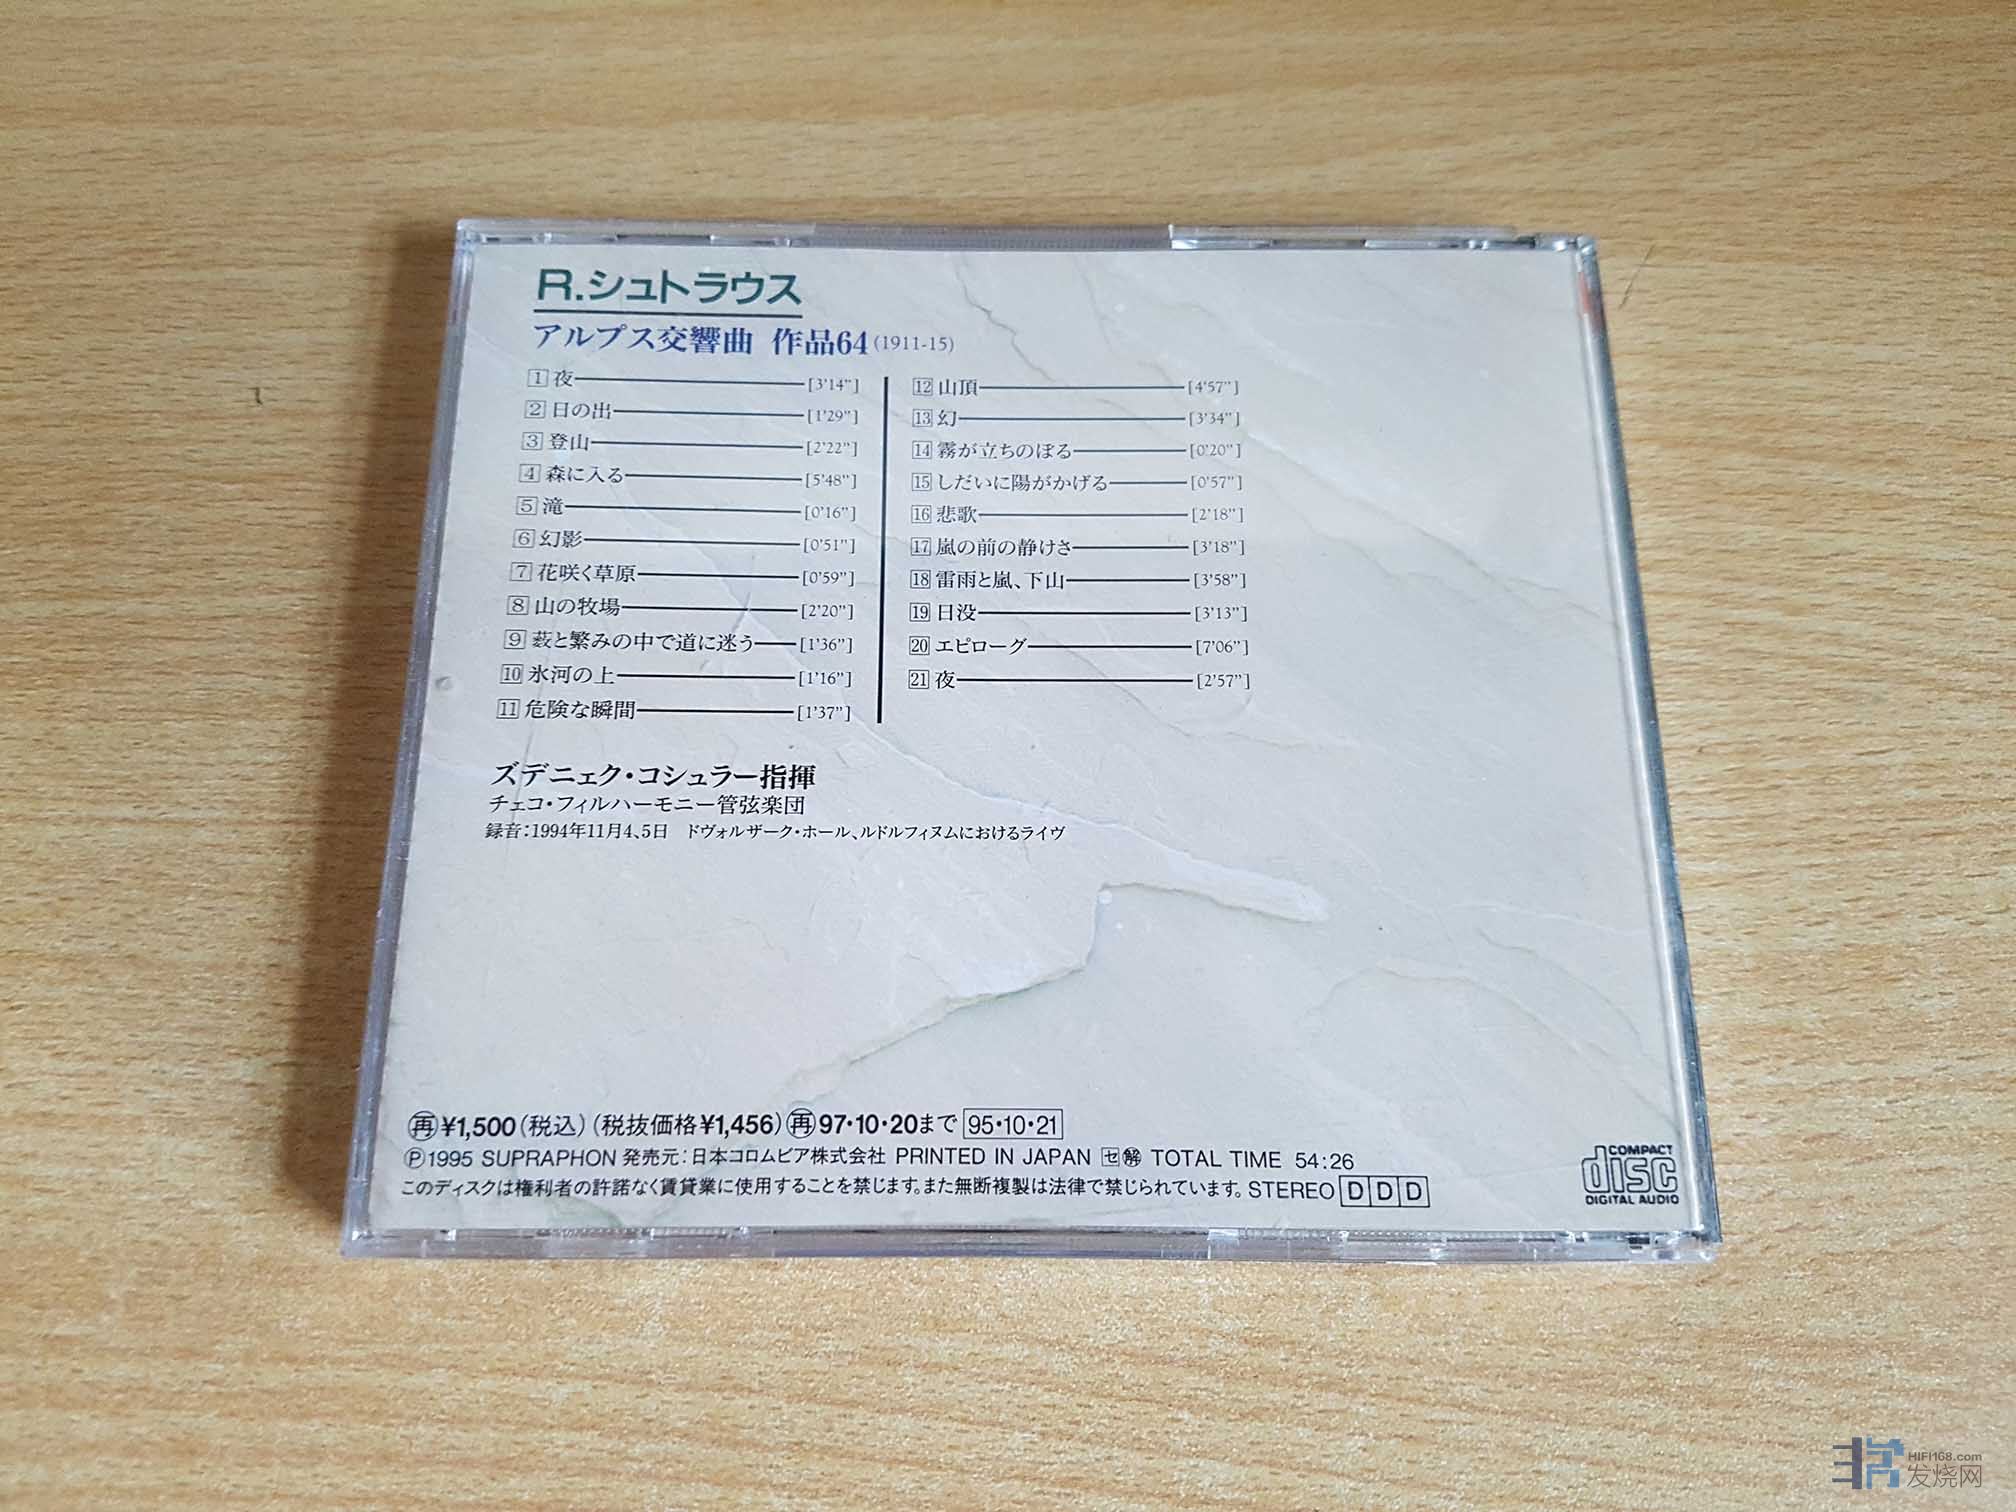 R.シュトラウス
アルプス交響曲 作品64(1911-15)
1 夜 [3'14"]
2 日の出 [1'29"]
3 登山 [2'22"]
4 森に入る [5'48"]
5 滝 [0'16"]
6 幻影 [0'51"]
7 花咲く草原 [0'59"]
8 山の牧場 [2'20"]
9 薮と繁みの中で道に迷う [1'36"]
10 氷河の上 [1'16"]
11 危険な瞬間 [1'37"]
12 山頂 [4'57"]
13 幻 [3'34"]
14 霧が立ちのぼる [0'20"]
15 しだいに陽がかげる [0'57"]
16 悲歌 [2'18"]
17 嵐の前の静けさ [3'18"]
18 雷雨と嵐、下山 [3'58"]
19 日没 [3'13"]
20 エピローグ [7'06"]
21 夜 [2'57"]
ズデニェク・コシュラー指揮
チェコ・フィルハーモニー管弦楽団
録音:1994年11月4、5日 ドヴォルザーク・ホール、ルドルフィヌムにおけるライヴ
再 ¥1,500(税込)(税抜価格¥1,456) 再 97・10・20まで 95・10・21
Ⓟ1995 SUPRAPHON 発売元:日本コロムビア株式会社 PRINTED IN JAPAN セ 解 TOTAL TIME 54:26
このディスクは権利者の許諾なく賃貸業に使用することを禁じます。また無断複製は法律で禁じられています。 STEREO DDD
COMPACT
disc
DIGITAL AUDIO
HIFI168.com
发烧网